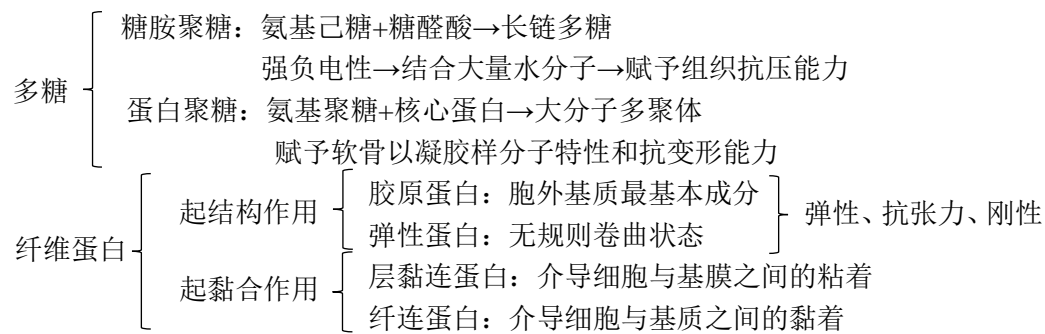 多糖
糖胺聚糖：氨基己糖+糖醛酸→长链多糖
强负电性→结合大量水分子→赋予组织抗压能力
蛋白聚糖：氨基聚糖+核心蛋白→大分子多聚体
赋予软骨以凝胶样分子特性和抗变形能力
纤维蛋白
起结构作用
胶原蛋白：胞外基质最基本成分
弹性蛋白：无规则卷曲状态
弹性、抗张力、刚性
起黏合作用
层黏连蛋白：介导细胞与基膜之间的粘着
纤连蛋白：介导细胞与基质之间的黏着